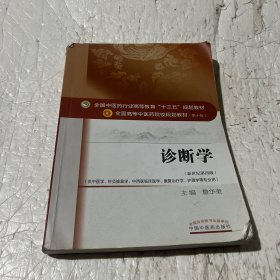 全国中医药行业高等教育“十三五”规划教材
全国高等中医药院校规划教材（第十版）
诊断学
（新世纪第四版）
（供中医学、针灸推拿学、中西医临床医学、康复治疗学、护理学等专业用）
主编 詹华奎
中国中医药出版社